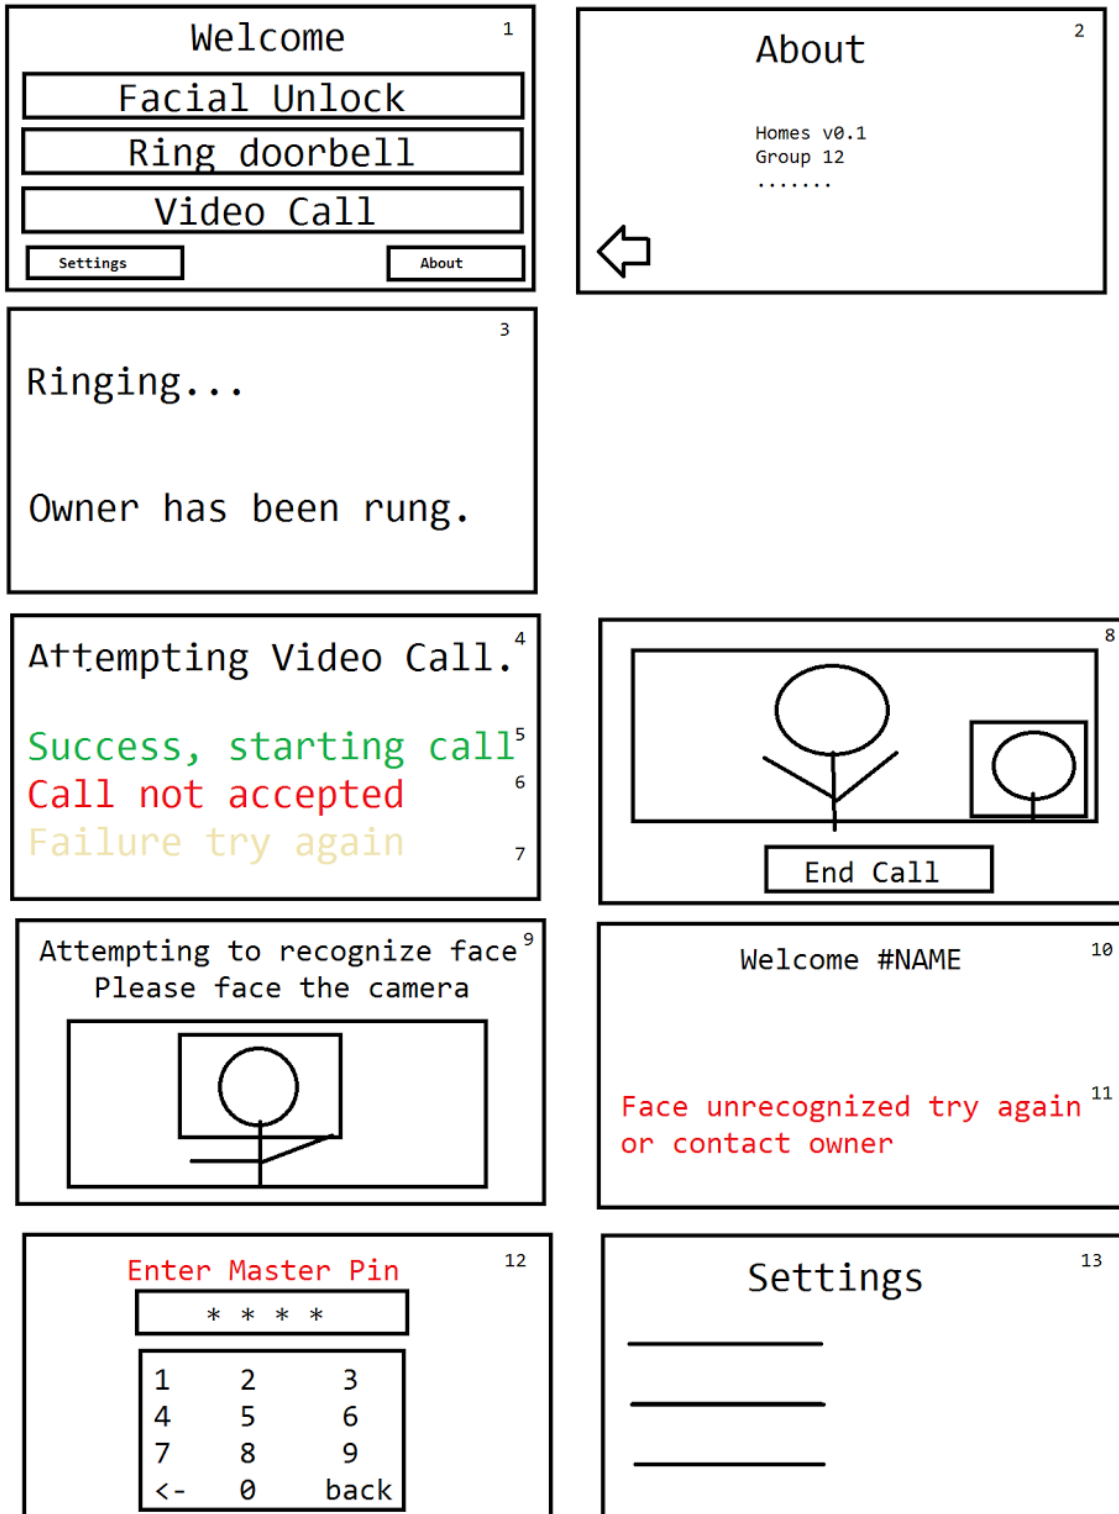 Welcome
1
Facial Unlock
Ring doorbell
Video Call
Settings
About
About
2
Homes v0.1
Group 12
.......
3
Ringing...
Owner has been rung.
Attempting Video Call.
4
Success, starting call
5
Call not accepted
6
Failure try again
7
8
End Call
Attempting to recognize face
9
Please face the camera
Welcome #NAME
10
Face unrecognized try again
11
or contact owner
Enter Master Pin
12
* * * *
1 2 3
4 5 6
7 8 9
<- 0 back
Settings
13